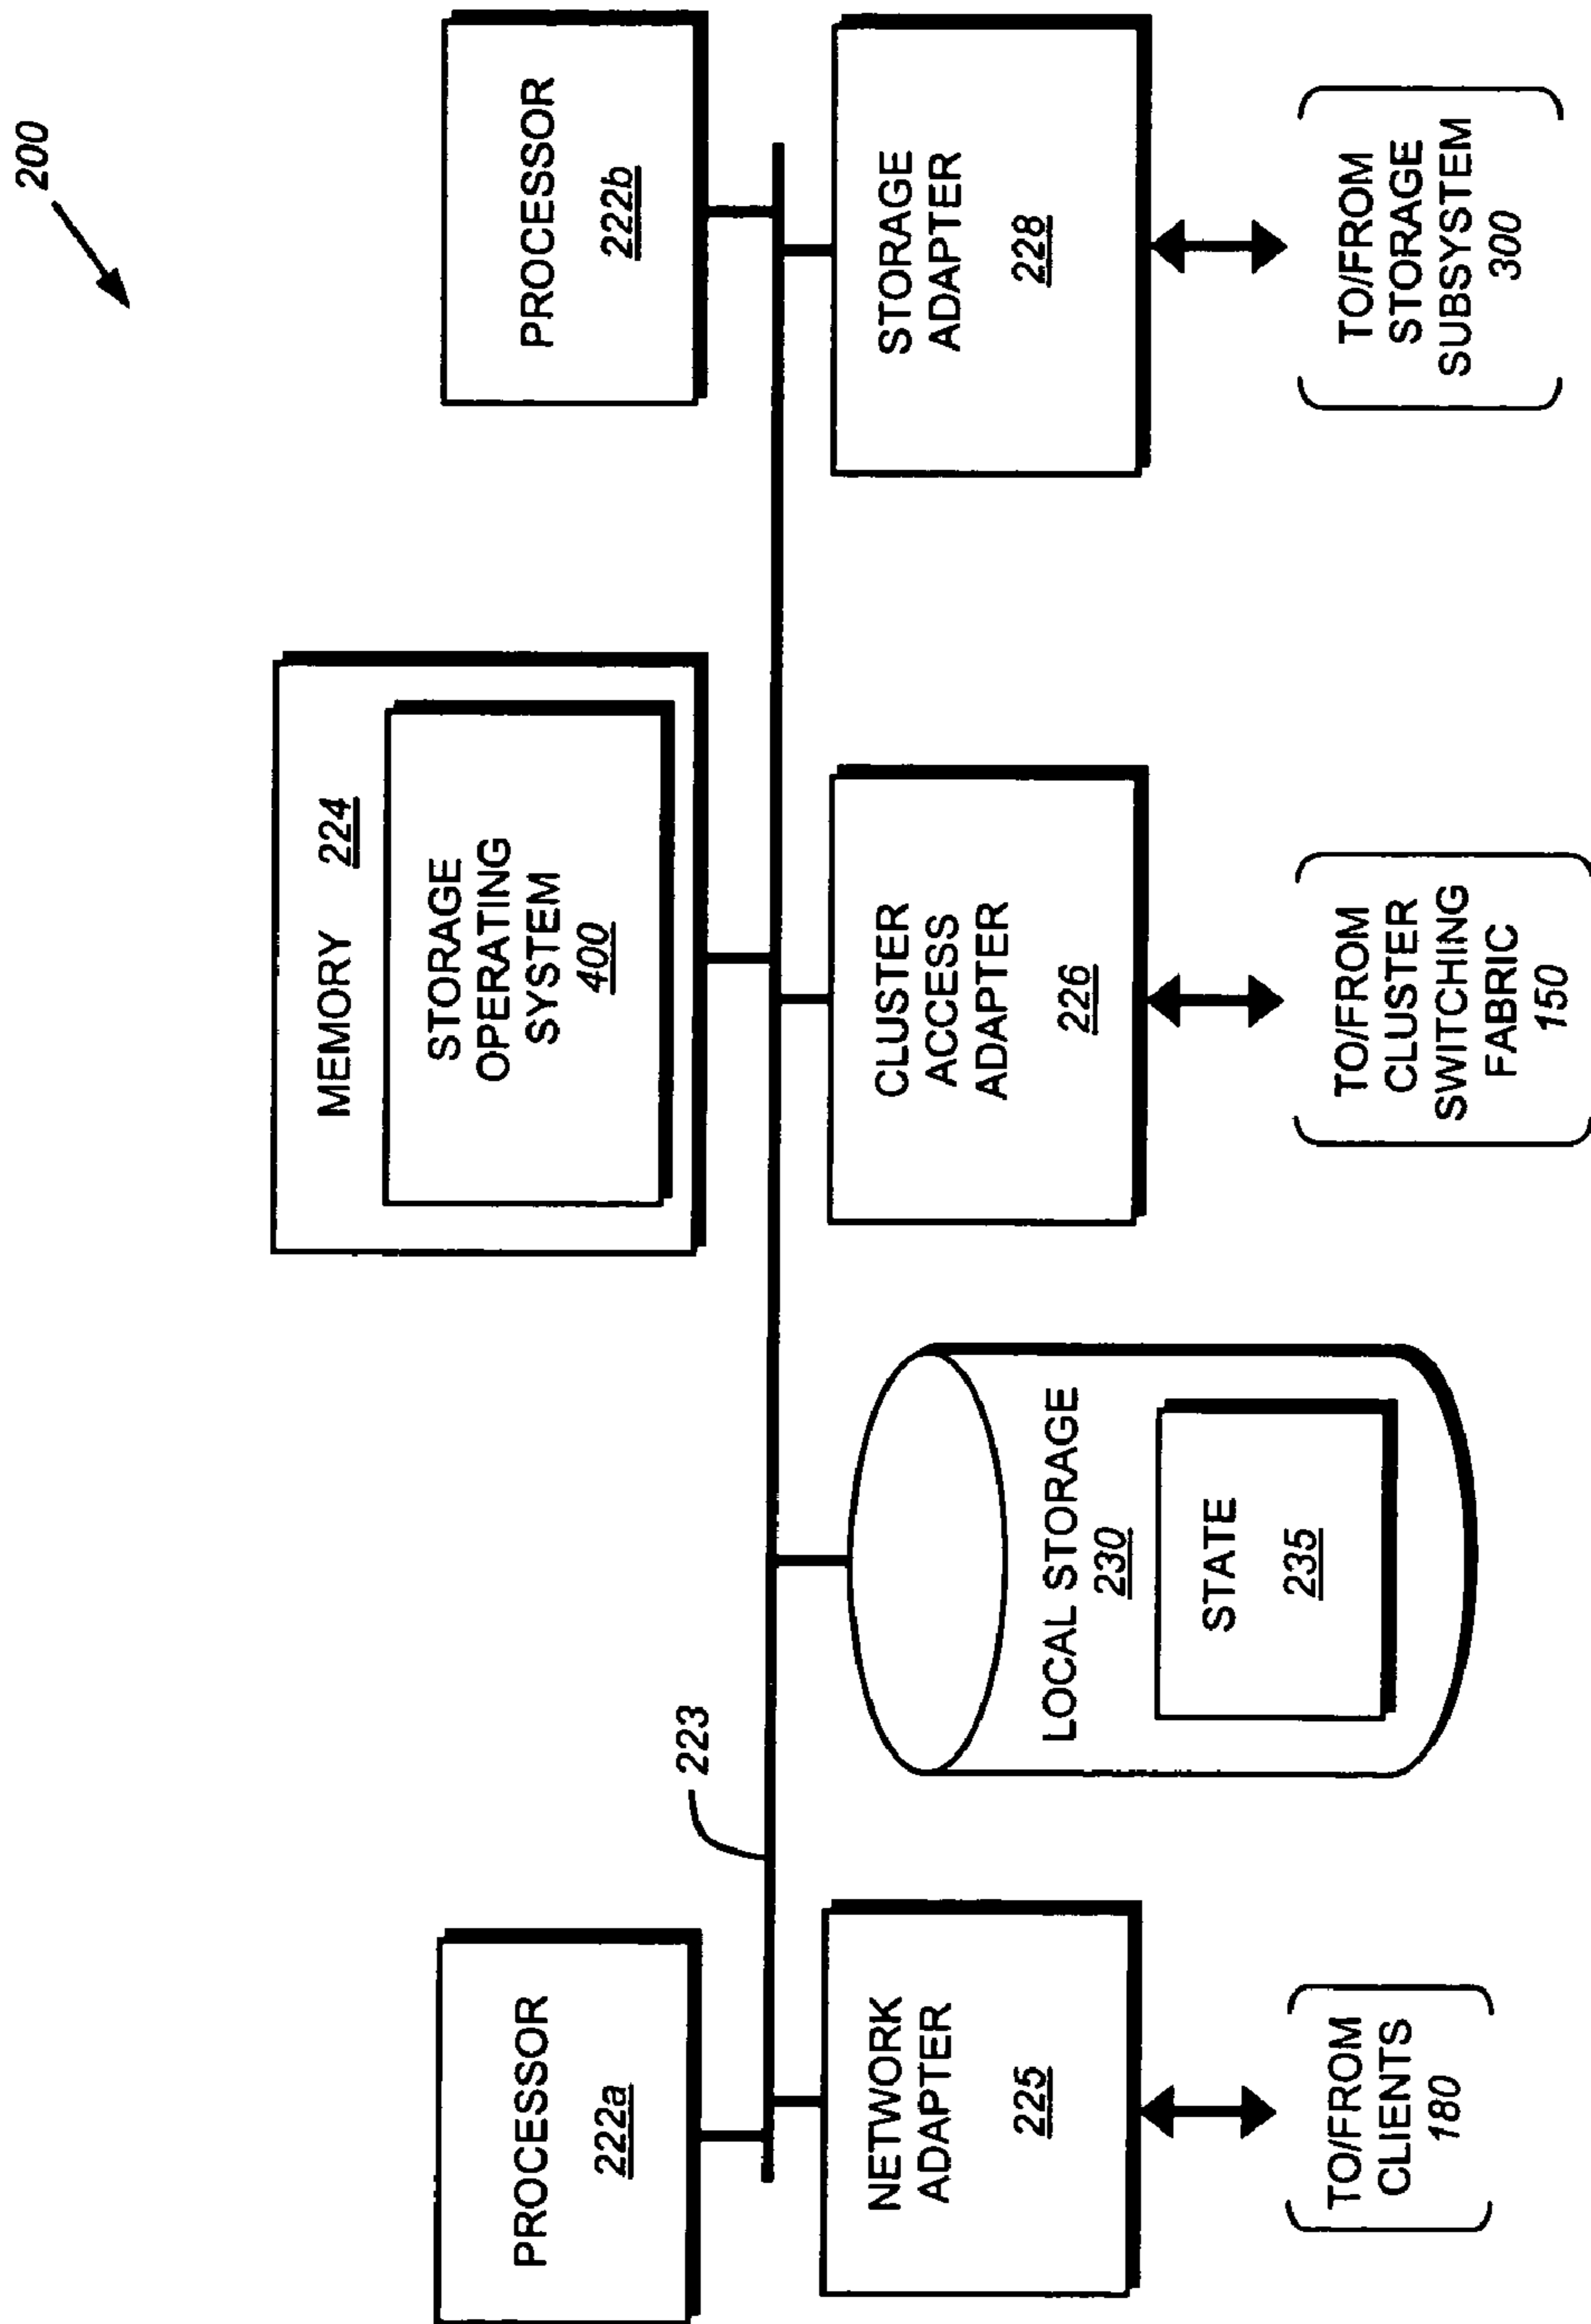 200
PROCESSOR
222a
MEMORY 224
STORAGE
OPERATING
SYSTEM
400
PROCESSOR
222b
223
NETWORK
ADAPTER
225
LOCAL STORAGE
230
STATE
235
CLUSTER
ACCESS
ADAPTER
226
STORAGE
ADAPTER
228
TO/FROM
CLIENTS
180
TO/FROM
CLUSTER
SWITCHING
FABRIC
150
TO/FROM
STORAGE
SUBSYSTEM
300